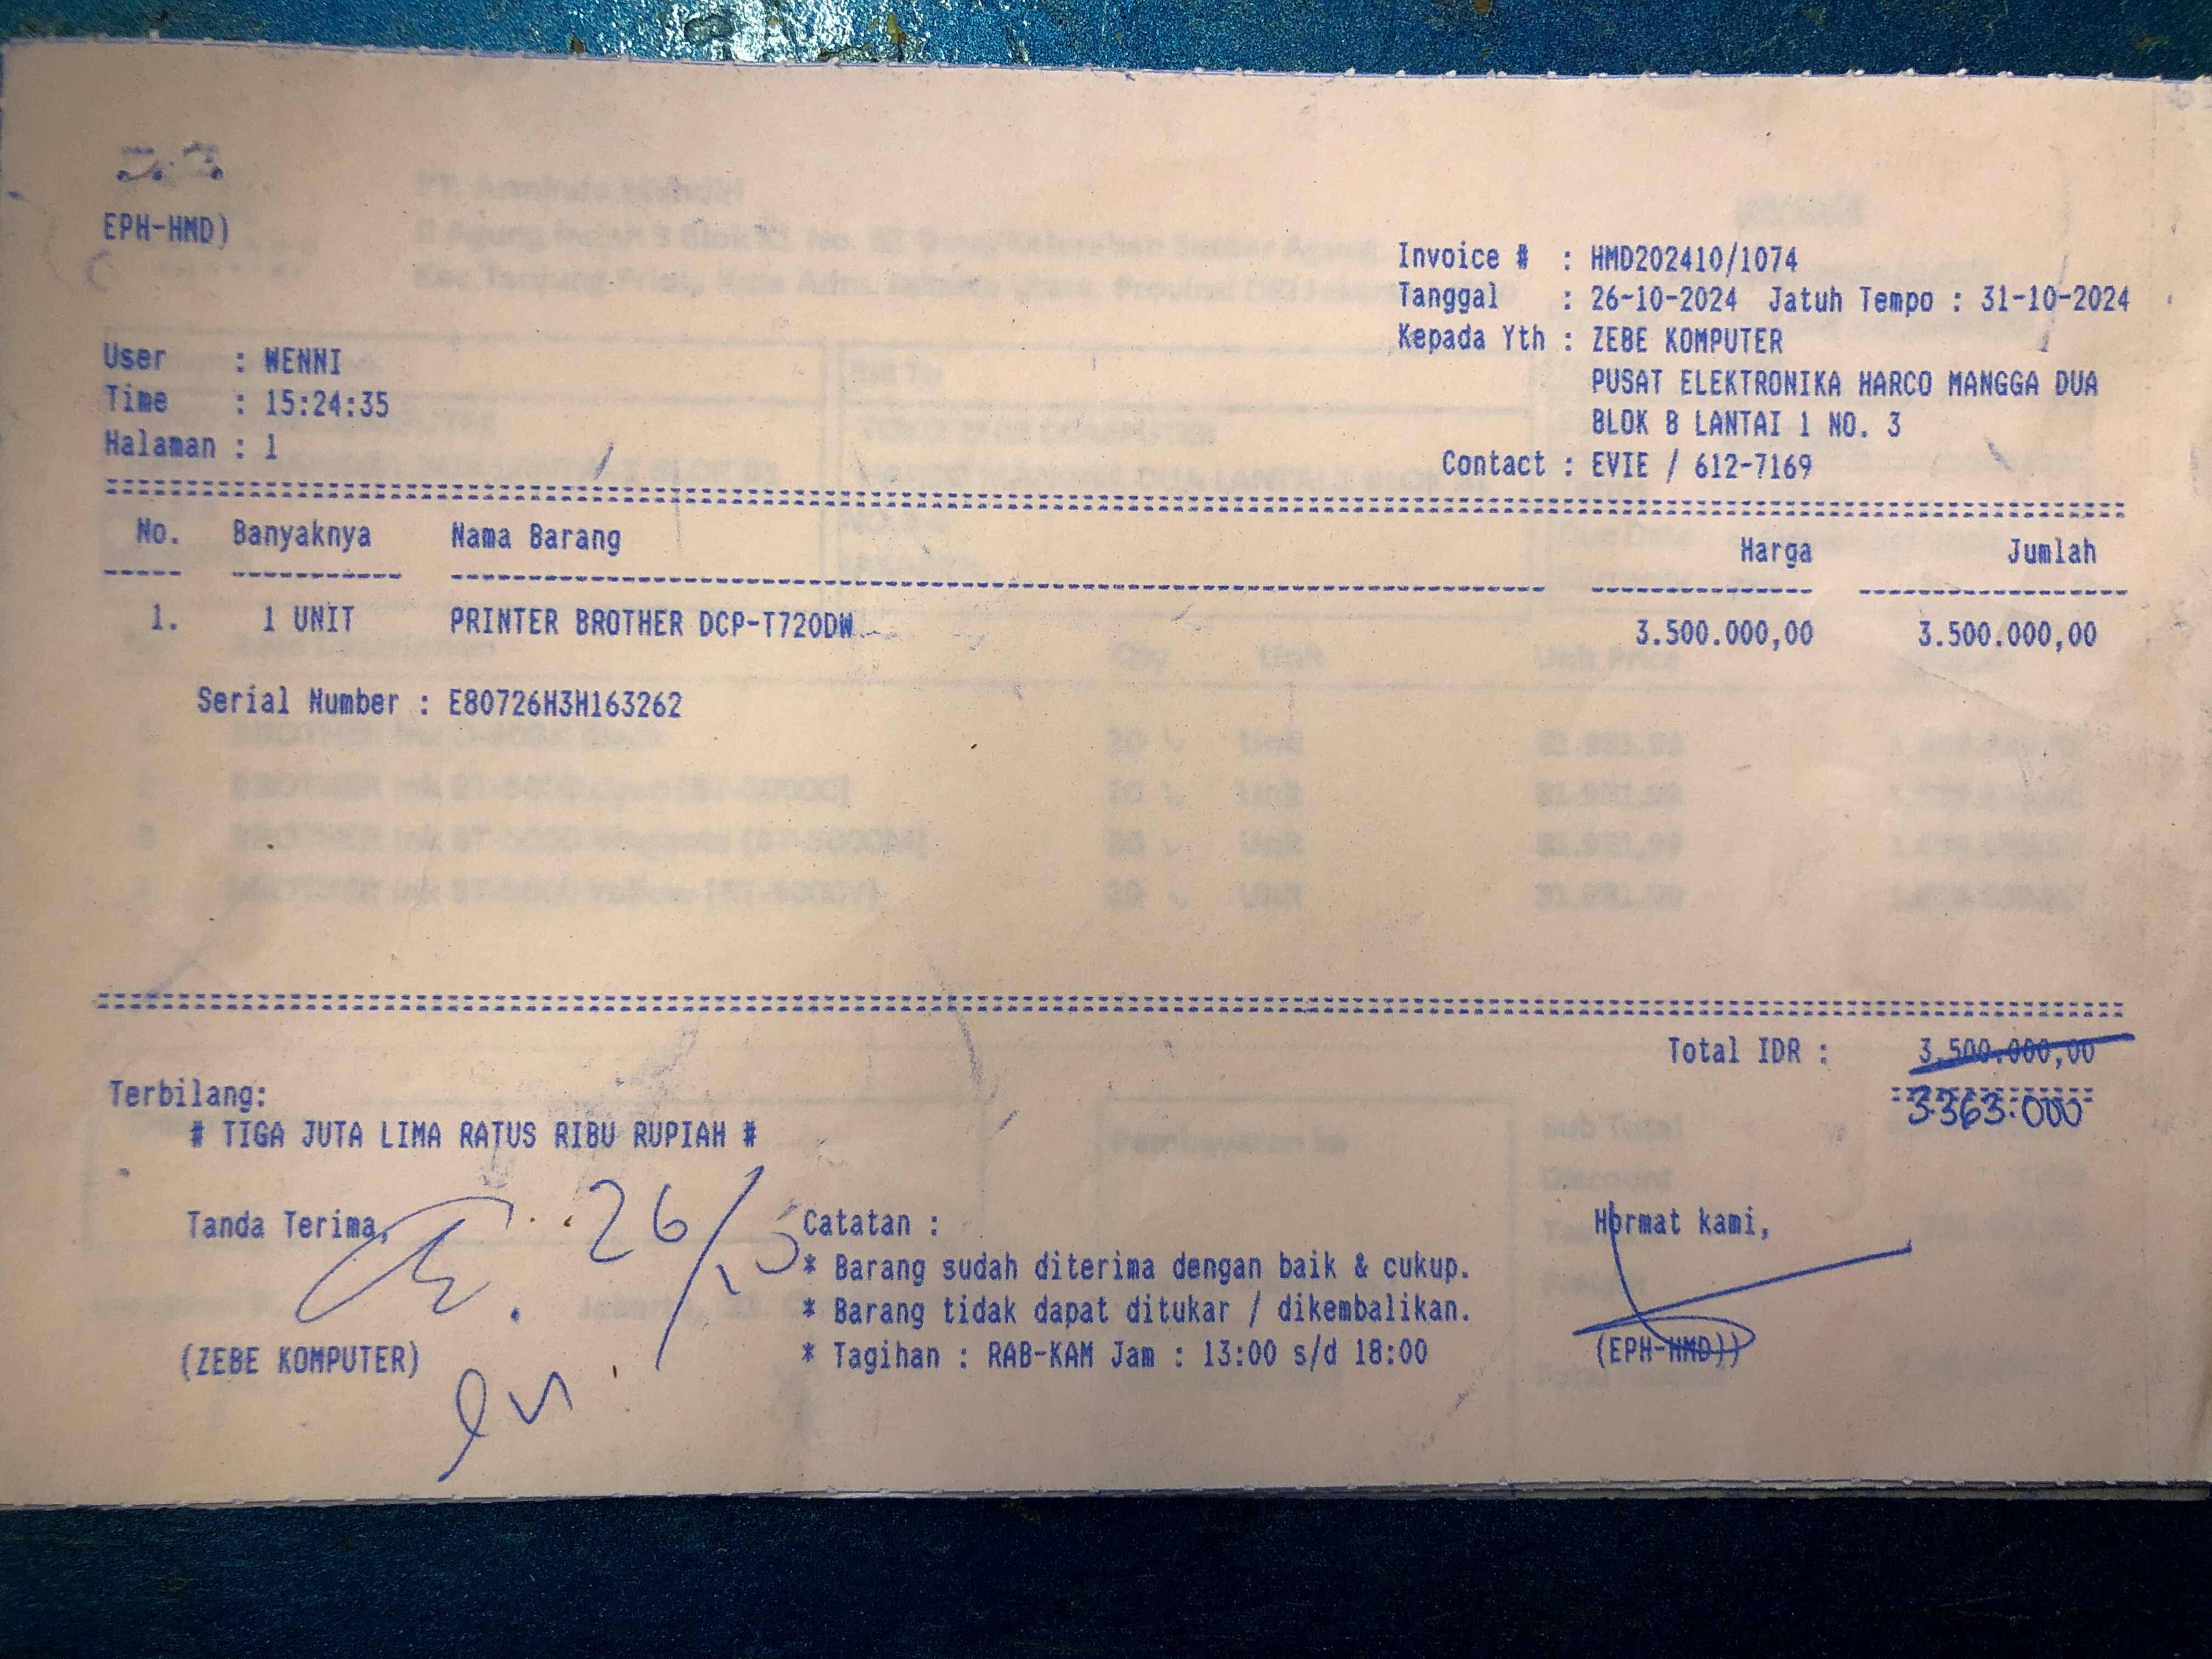 EPH-HMD)
Invoice # : HMD202410/1074
Tanggal : 26-10-2024 Jatuh Tempo : 31-10-2024
Kepada Yth : ZEBE KOMPUTER
PUSAT ELEKTRONIKA HARCO MANGGA DUA
BLOK B LANTAI 1 NO. 3
Contact : EVIE / 612-7169
User : WENNI
Time : 15:24:35
Halaman : 1
No. Banyaknya Nama Barang Harga Jumlah
1. 1 UNIT PRINTER BROTHER DCP-T720DW 3.500.000,00 3.500.000,00
Serial Number : E80726H3H163262
Total IDR : 3.500.000,00
3.363.000
Terbilang:
# TIGA JUTA LIMA RATUS RIBU RUPIAH #
Tanda Terima,
26/
(ZEBE KOMPUTER)
Catatan :
* Barang sudah diterima dengan baik & cukup.
* Barang tidak dapat ditukar / dikembalikan.
* Tagihan : RAB-KAM Jam : 13:00 s/d 18:00
Hormat kami,
(EPH-HMD))